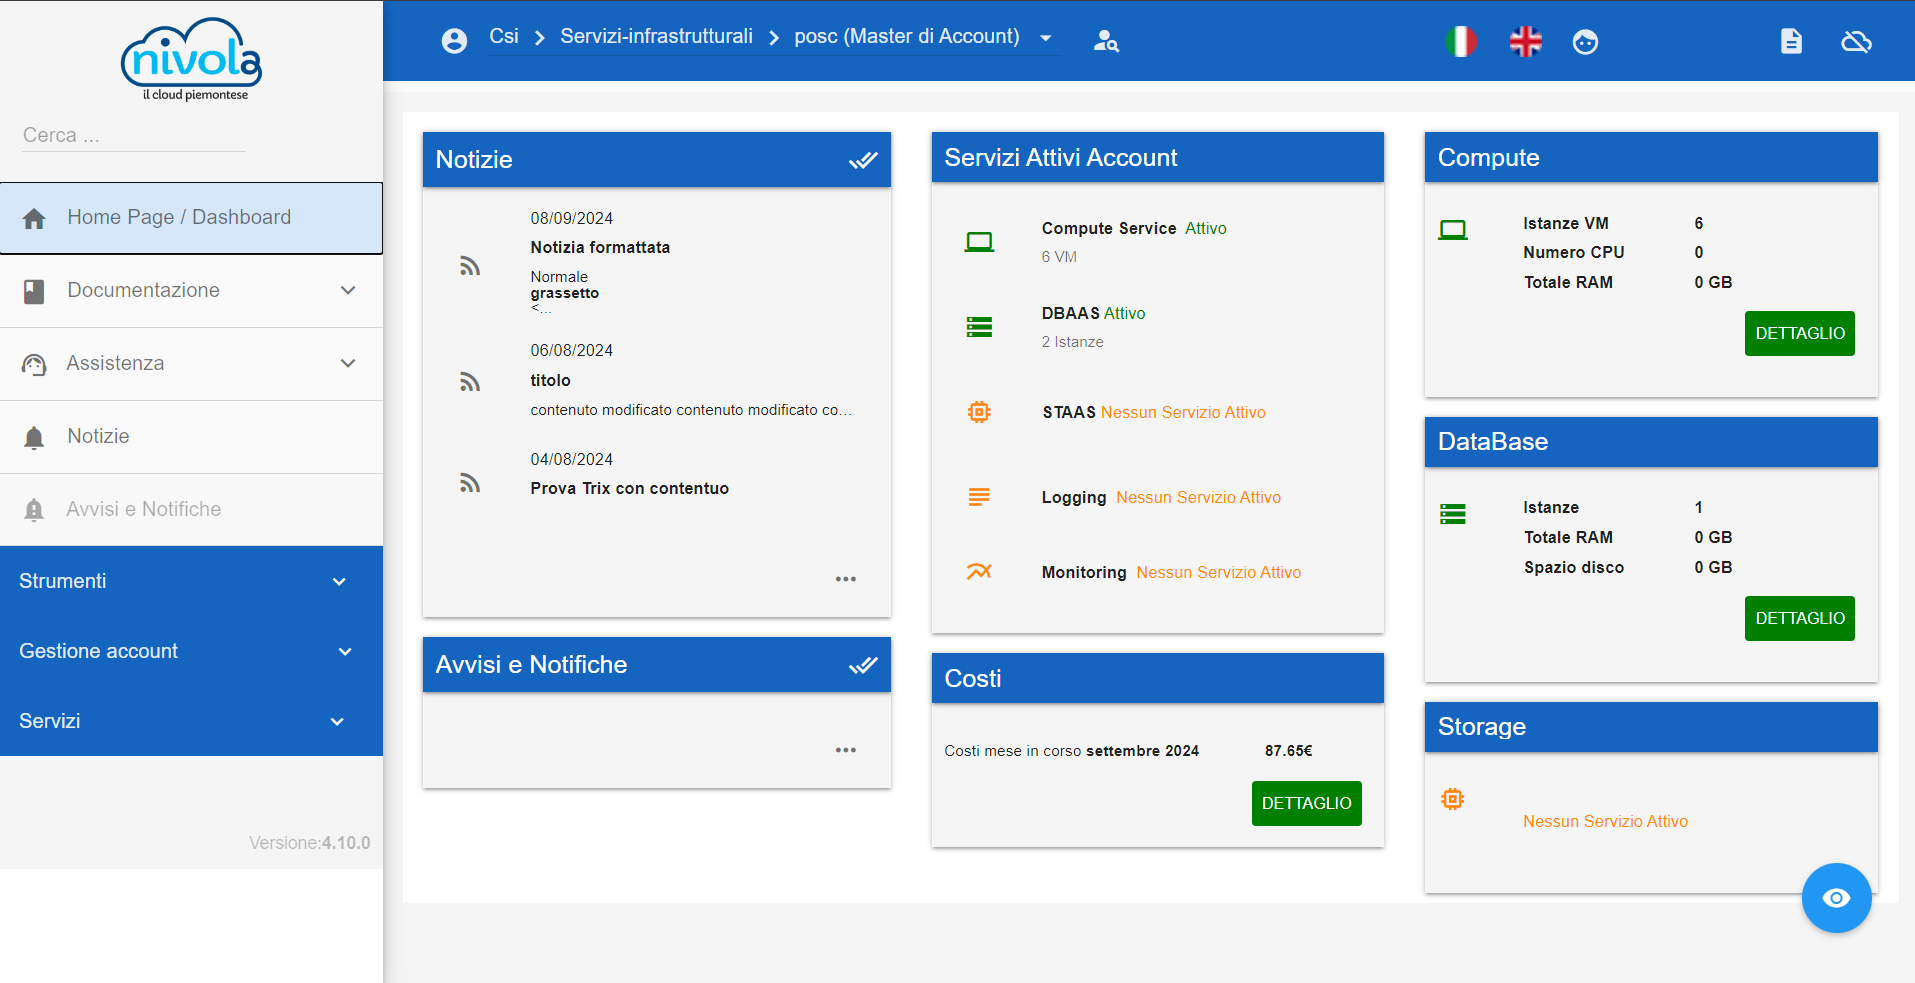 nivola
il cloud piemontese
Cerca ...
Home Page / Dashboard
Documentazione
Assistenza
Notizie
Avvisi e Notifiche
Strumenti
Gestione account
Servizi
Versione:4.10.0
Csi
Servizi-infrastrutturali
posc (Master di Account)
Notizie
08/09/2024
Notizia formattata
Normale
grassetto
<...
06/08/2024
titolo
contenuto modificato contenuto modificato co...
04/08/2024
Prova Trix con contentuo
Avvisi e Notifiche
Servizi Attivi Account
Compute Service Attivo
6 VM
DBAAS Attivo
2 Istanze
STAAS Nessun Servizio Attivo
Logging Nessun Servizio Attivo
Monitoring Nessun Servizio Attivo
Costi
Costi mese in corso settembre 2024 87.65€
DETTAGLIO
Compute
Istanze VM 6
Numero CPU 0
Totale RAM 0 GB
DETTAGLIO
DataBase
Istanze 1
Totale RAM 0 GB
Spazio disco 0 GB
DETTAGLIO
Storage
Nessun Servizio Attivo